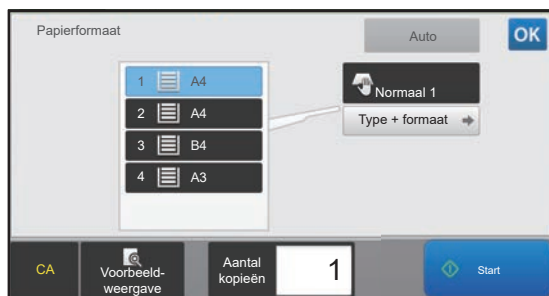 Papierformaat
Auto
OK
1 A4
2 A4
3 B4
4 A3
Normaal 1
Type + formaat
CA
Voorbeeld-
weergave
Aantal
kopieën
1
Start